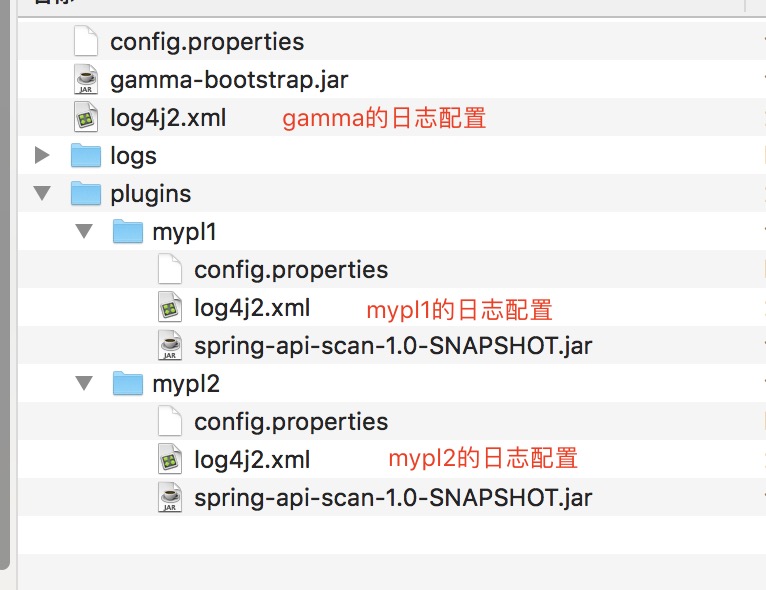 config.properties
JAR
gamma-bootstrap.jar
log4j2.xml gamma的日志配置
logs
plugins
mypl1
config.properties
log4j2.xml mypl1的日志配置
JAR
spring-api-scan-1.0-SNAPSHOT.jar
mypl2
config.properties
log4j2.xml mypl2的日志配置
JAR
spring-api-scan-1.0-SNAPSHOT.jar